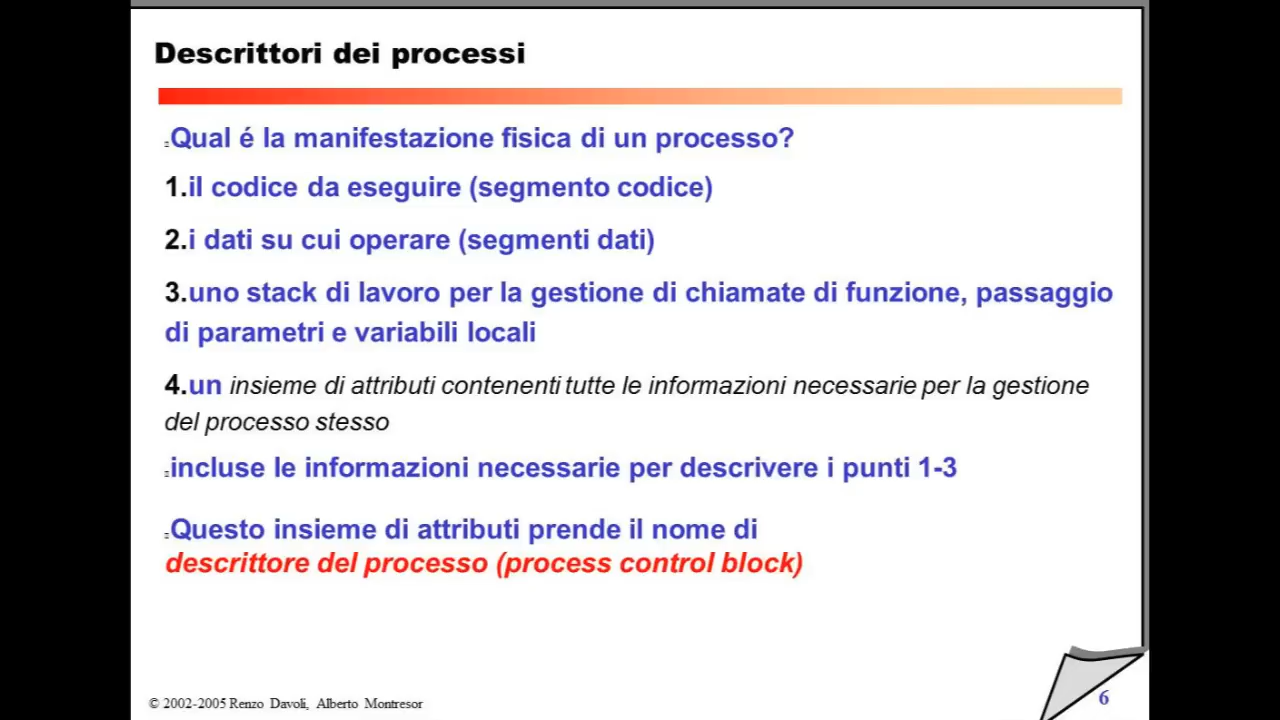 Descrittori dei processi
Qual é la manifestazione fisica di un processo?
1.il codice da eseguire (segmento codice)
2.i dati su cui operare (segmenti dati)
3.uno stack di lavoro per la gestione di chiamate di funzione, passaggio
di parametri e variabili locali
4.un insieme di attributi contenenti tutte le informazioni necessarie per la gestione
del processo stesso
incluse le informazioni necessarie per descrivere i punti 1-3
Questo insieme di attributi prende il nome di
descrittore del processo (process control block)
© 2002-2005 Renzo Davoli, Alberto Montresor
6